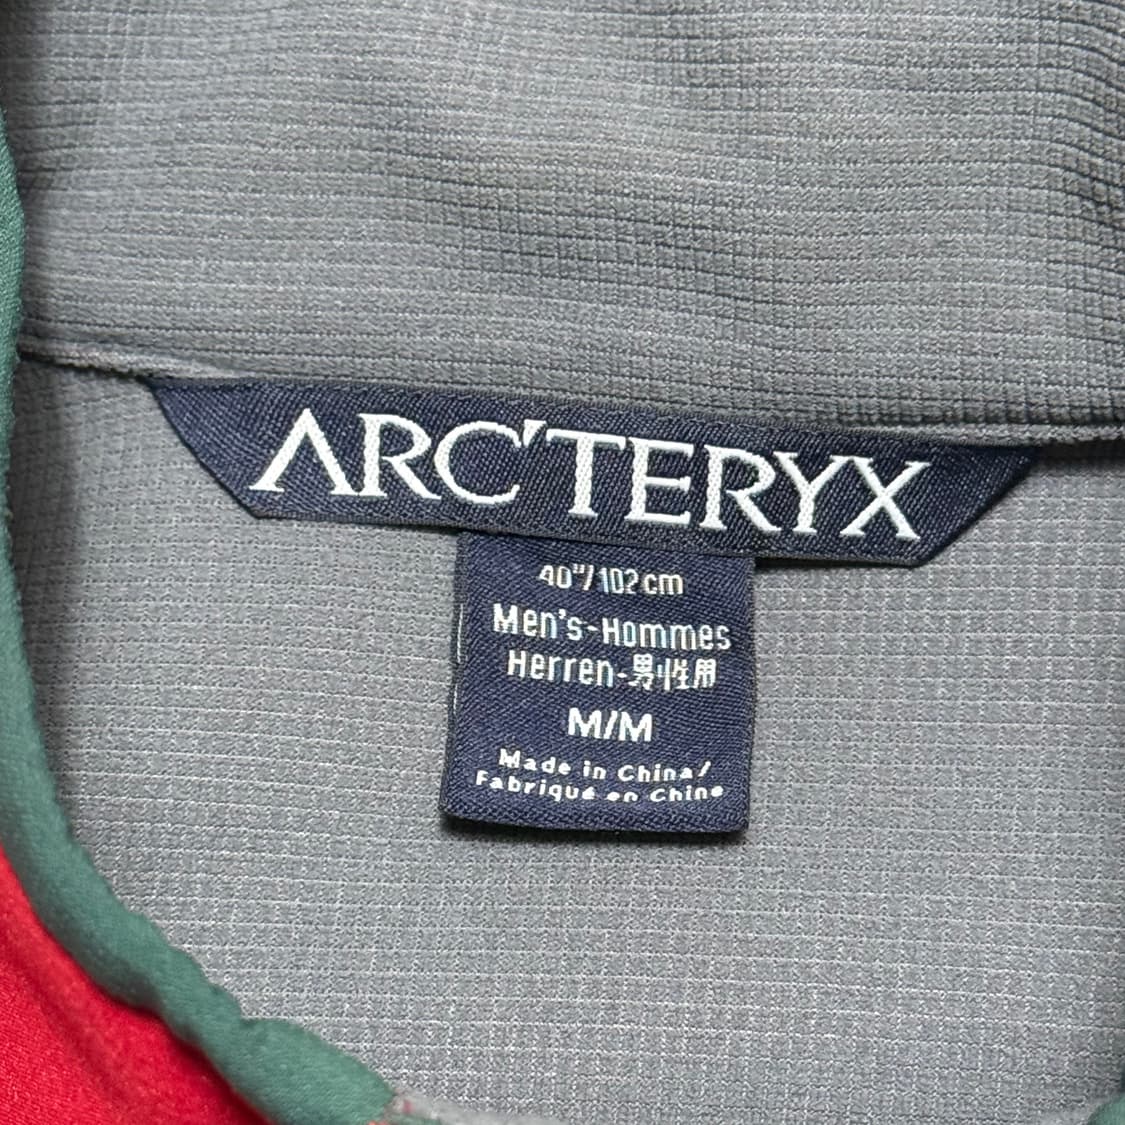 ARC'TERYX
40"/102cm
Men's-Hommes
Herren-男性用
M/M
Made in China/
Fabriqué en Chine